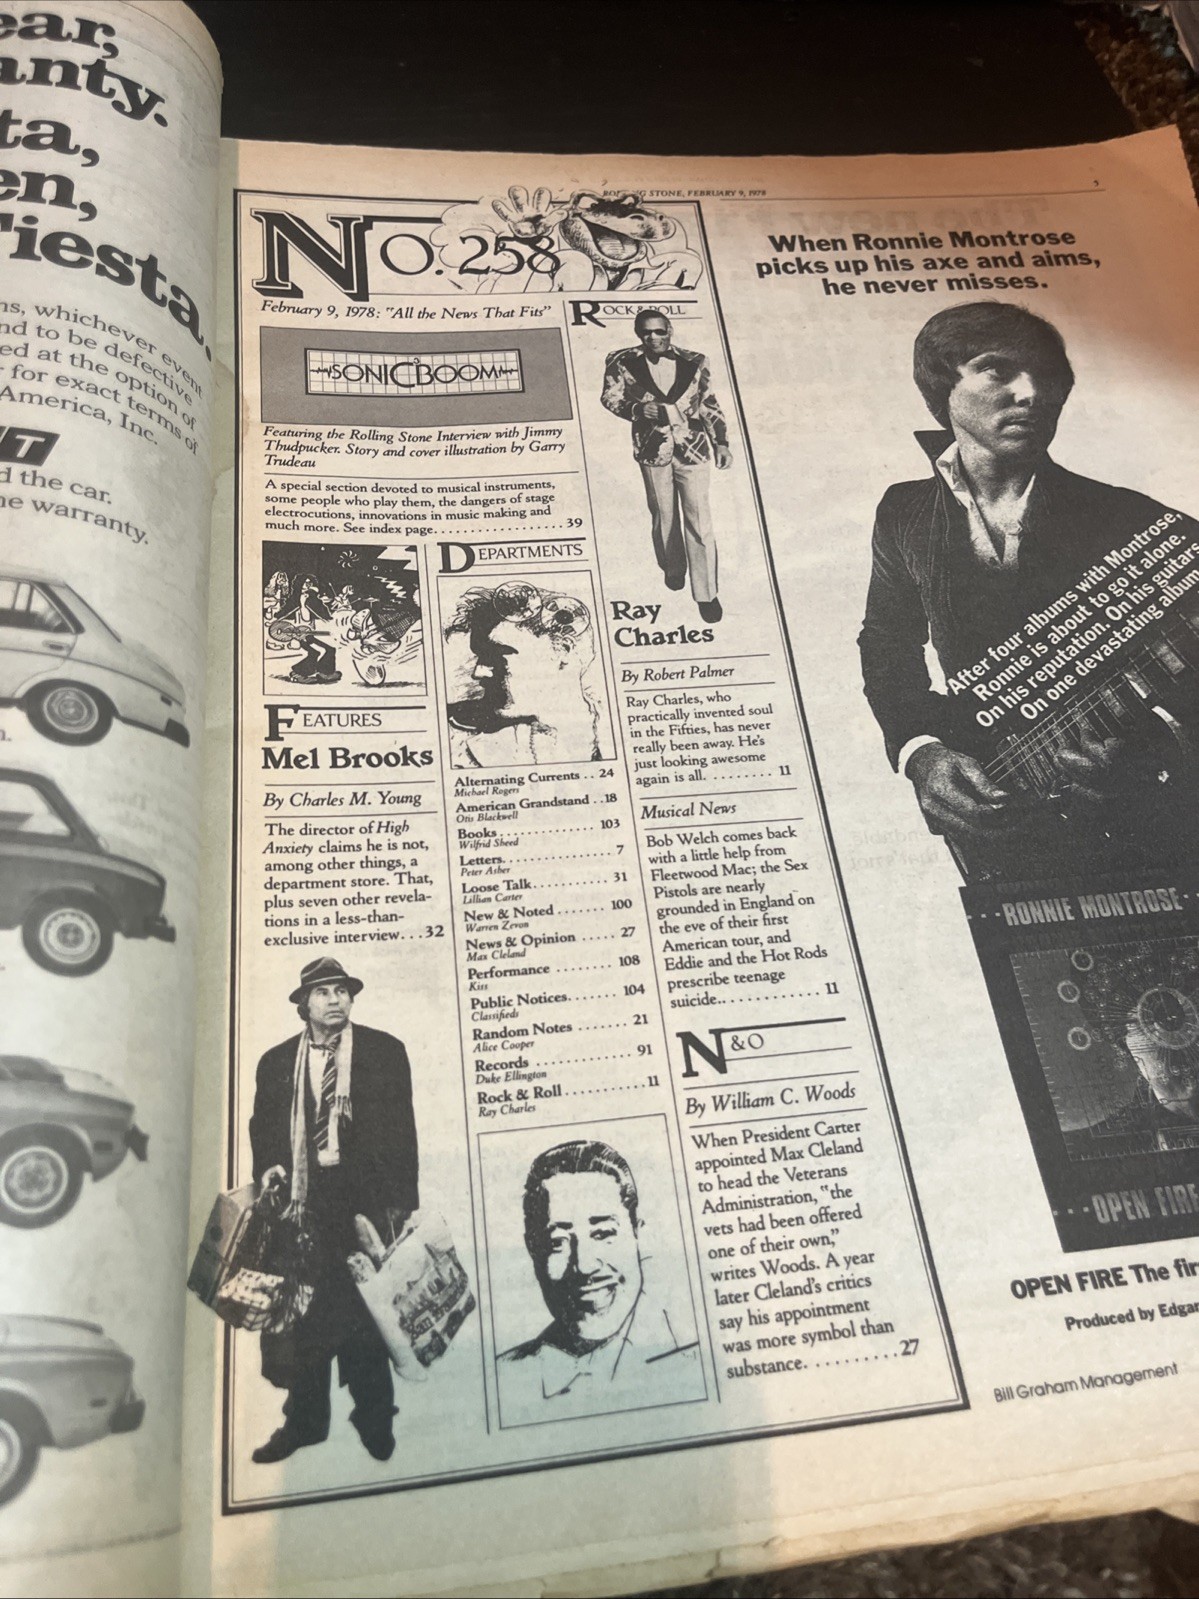 ear,
anty.
ta,
en,
Fiesta.
ns, whichever event
nd to be defective
ed at the option of
for exact terms of
America, Inc.
d the car.
ne warranty.
ROLLING STONE, FEBRUARY 9, 1978
5
No. 258
February 9, 1978: "All the News That Fits"
SONIC BOOM
Featuring the Rolling Stone Interview with Jimmy
Thudpucker. Story and cover illustration by Garry
Trudeau
A special section devoted to musical instruments,
some people who play them, the dangers of stage
electrocutions, innovations in music making and
much more. See index page. . . . . . . . . . . . . . . . . 39
FEATURES
Mel Brooks
By Charles M. Young
The director of High
Anxiety claims he is not,
among other things, a
department store. That,
plus seven other revela-
tions in a less-than-
exclusive interview. . . 32
DEPARTMENTS
Alternating Currents . . 24
Michael Rogers
American Grandstand . . 18
Otis Blackwell
Books . . . . . . . . . . . . . 103
Wilfrid Sheed
Letters. . . . . . . . . . . . . . 7
Peter Asher
Loose Talk . . . . . . . . . . 31
Lillian Carter
New & Noted . . . . . . . 100
Warren Zevon
News & Opinion . . . . . 27
Max Cleland
Performance . . . . . . . . 108
Kiss
Public Notices. . . . . . . 104
Classifieds
Random Notes . . . . . . . 21
Alice Cooper
Records . . . . . . . . . . . . 91
Duke Ellington
Rock & Roll . . . . . . . . . . 11
Ray Charles
ROCK & ROLL
Ray
Charles
By Robert Palmer
Ray Charles, who
practically invented soul
in the Fifties, has never
really been away. He's
just looking awesome
again is all. . . . . . . . . 11
Musical News
Bob Welch comes back
with a little help from
Fleetwood Mac; the Sex
Pistols are nearly
grounded in England on
the eve of their first
American tour, and
Eddie and the Hot Rods
prescribe teenage
suicide. . . . . . . . . . . . . 11
N & O
By William C. Woods
When President Carter
appointed Max Cleland
to head the Veterans
Administration, "the
vets had been offered
one of their own,"
writes Woods. A year
later Cleland's critics
say his appointment
was more symbol than
substance. . . . . . . . . . 27
When Ronnie Montrose
picks up his axe and aims,
he never misses.
After four albums with Montrose,
Ronnie is about to go it alone.
On his reputation. On his guitars.
On one devastating album
RONNIE MONTROSE
OPEN FIRE
OPEN FIRE The fir
Produced by Edgar
Bill Graham Management